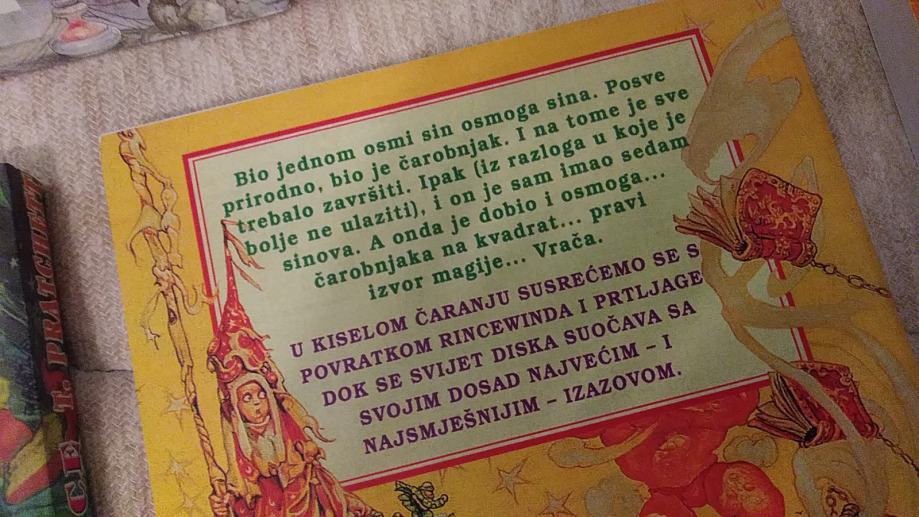 Bio jednom osmi sin osmoga sina. Posve
prirodno, bio je čarobnjak. I na tome je sve
trebalo završiti. Ipak (iz razloga u koje je
bolje ne ulaziti), i on je sam imao sedam
sinova. A onda je dobio i osmoga...
čarobnjaka na kvadrat... pravi
izvor magije... Vrača.
U KISELOM ČARANJU SUSREĆEMO SE S
POVRATKOM RINCEWINDA I PRTLJAGE
DOK SE SVIJET DISKA SUOČAVA SA
SVOJIM DOSAD NAJVEĆIM – I
NAJSMJEŠNIJIM – IZAZOVOM.
T. PRATCHETT